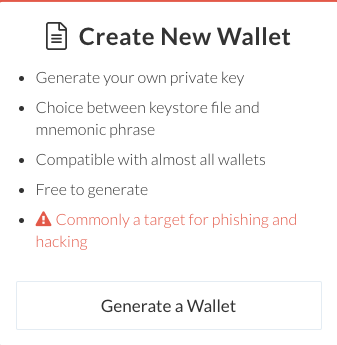 Create New Wallet
Generate your own private key
Choice between keystore file and
mnemonic phrase
Compatible with almost all wallets
Free to generate
Commonly a target for phishing and
hacking
Generate a Wallet